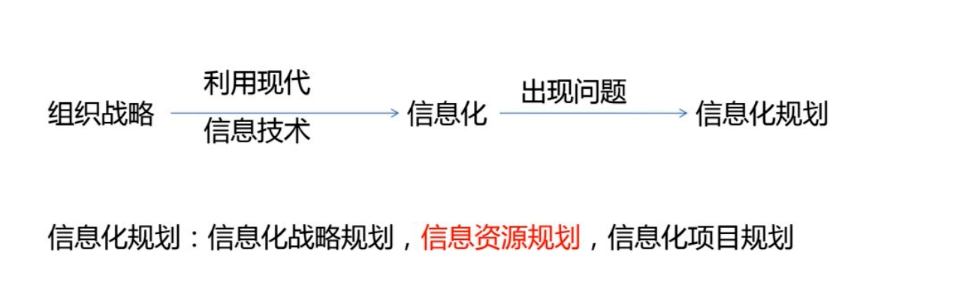 利用现代
出现问题
组织战略
信息化
信息化规划
信息技术
信息化规划：信息化战略规划，信息资源规划，信息化项目规划